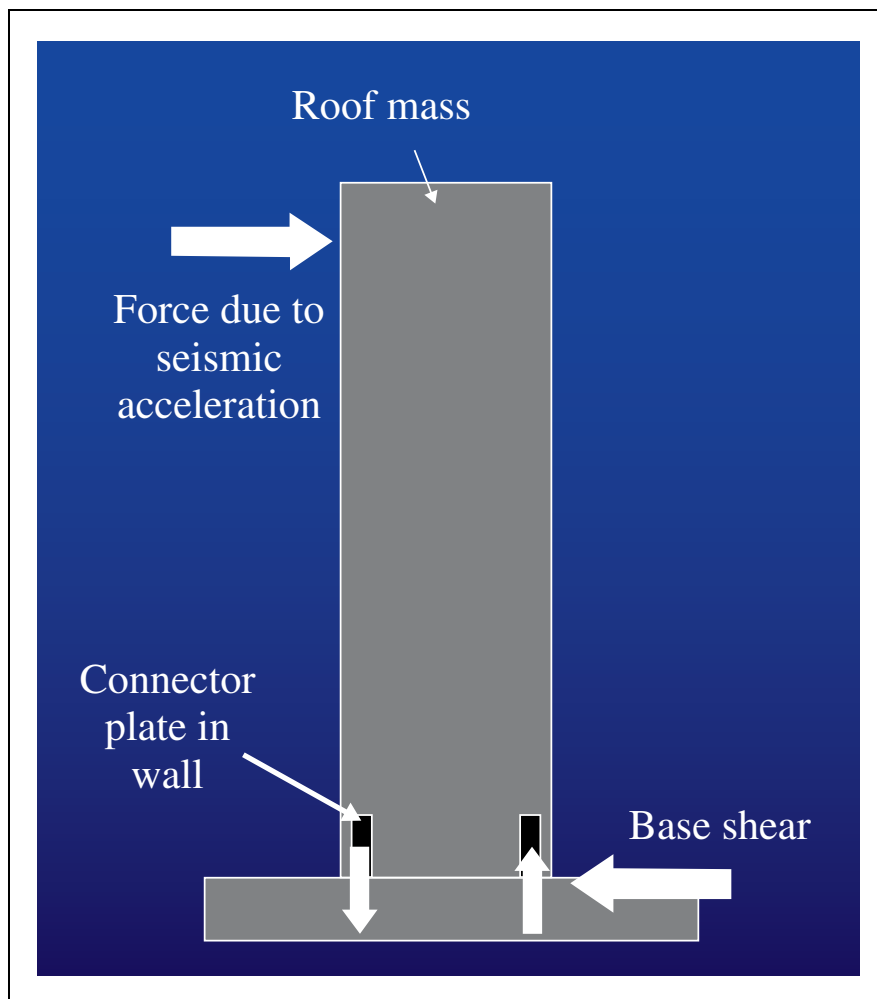 Roof mass
Force due to
seismic
acceleration
Connector
plate in
wall
Base shear